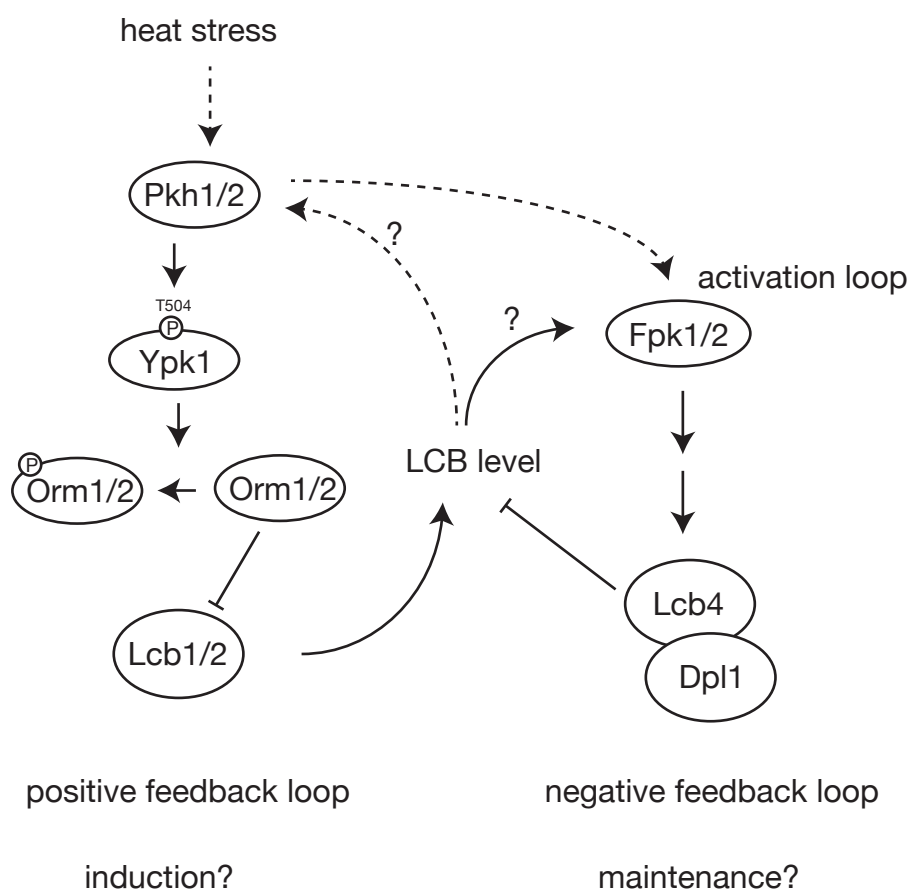 heat stress
Pkh1/2
?
activation loop
T504
P
?
Fpk1/2
Ypk1
LCB level
P
Orm1/2
Orm1/2
Lcb4
Lcb1/2
Dpl1
positive feedback loop
negative feedback loop
induction?
maintenance?